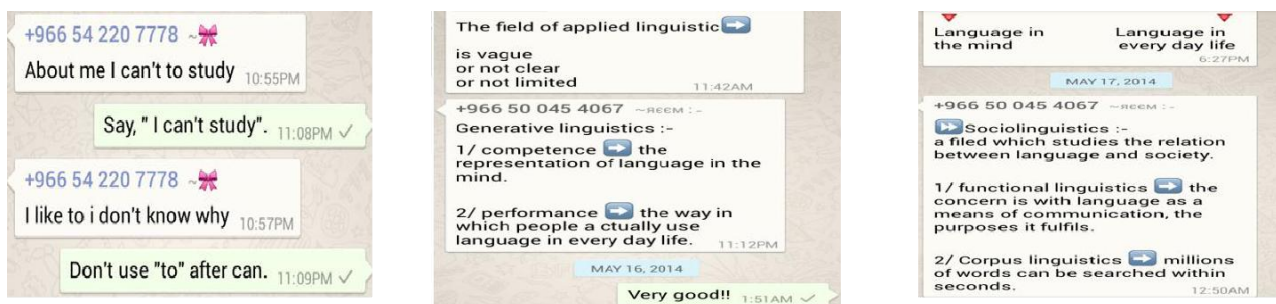 +966 54 220 7778 ~🎀
About me I can't to study 10:55PM
Say, " I can't study". 11:08PM ✓
+966 54 220 7778 ~🎀
I like to i don't know why 10:57PM
Don't use "to" after can. 11:09PM ✓
The field of applied linguistic➡
is vague
or not clear
or not limited 11:42AM
+966 50 045 4067 ~REEM : -
Generative linguistics :-
1/ competence ➡ the
representation of language in the
mind.
2/ performance ➡ the way in
which people a ctually use
language in every day life. 11:12PM
MAY 16, 2014
Very good!! 1:51AM ✓
Language in Language in
the mind every day life
6:27PM
MAY 17, 2014
+966 50 045 4067 ~REEM : -
⏩Sociolinguistics :-
a filed which studies the relation
between language and society.
1/ functional linguistics ➡ the
concern is with language as a
means of communication, the
purposes it fulfils.
2/ Corpus linguistics ➡ millions
of words can be searched within
seconds. 12:50AM